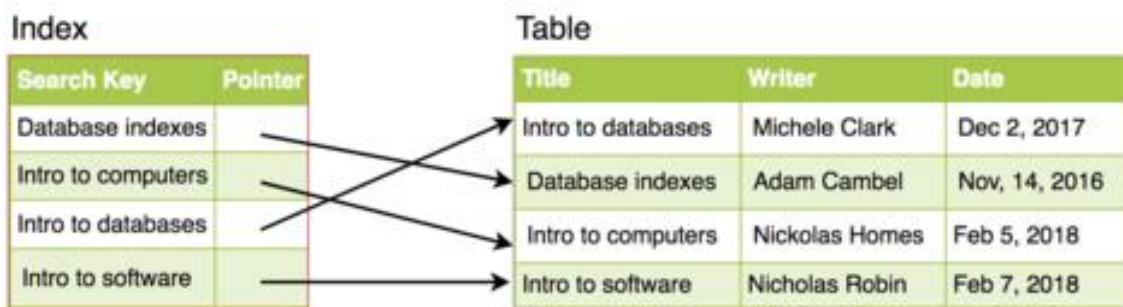 Index
Search Key Pointer
Database indexes
Intro to computers
Intro to databases
Intro to software
Table
Title Writer Date
Intro to databases Michele Clark Dec 2, 2017
Database indexes Adam Cambel Nov, 14, 2016
Intro to computers Nickolas Homes Feb 5, 2018
Intro to software Nicholas Robin Feb 7, 2018